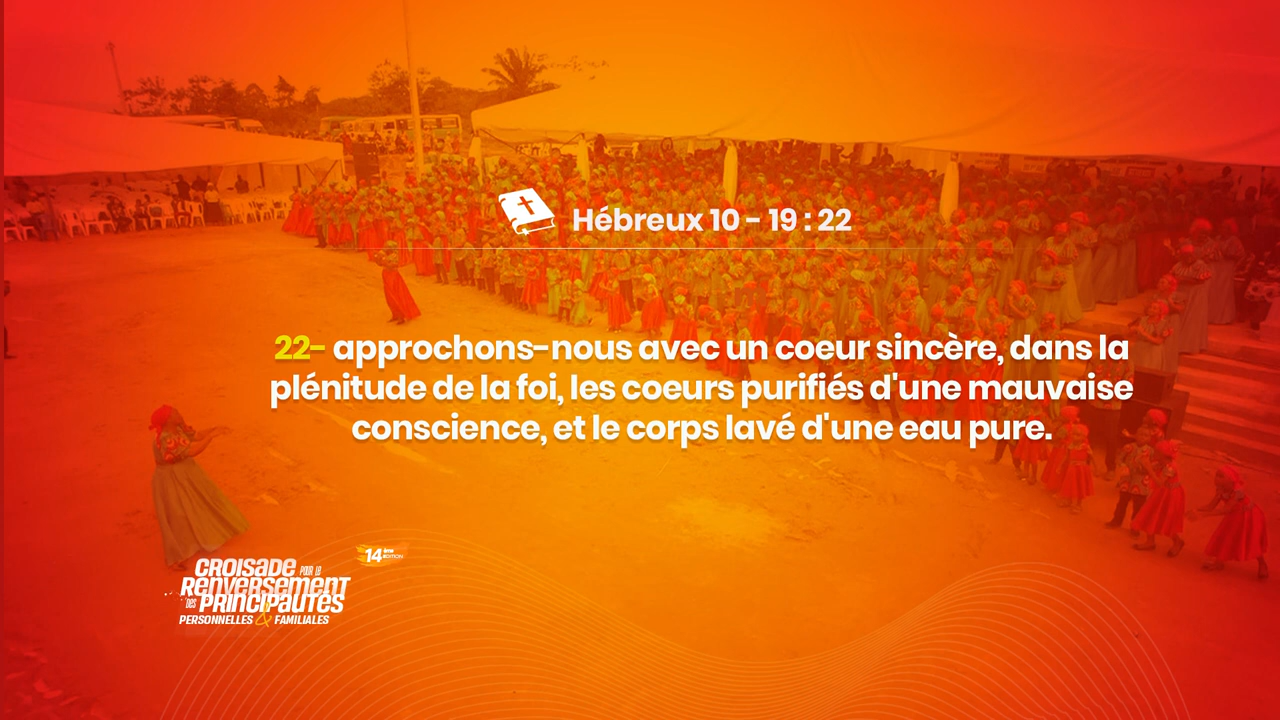 Hébreux 10 - 19 : 22
22- approchons-nous avec un coeur sincère, dans la
plénitude de la foi, les coeurs purifiés d'une mauvaise
conscience, et le corps lavé d'une eau pure.
14ème EDITION
CROISADE POUR LE
RENVERSEMENT
DES PRINCIPAUTÉS
PERSONNELLES & FAMILIALES